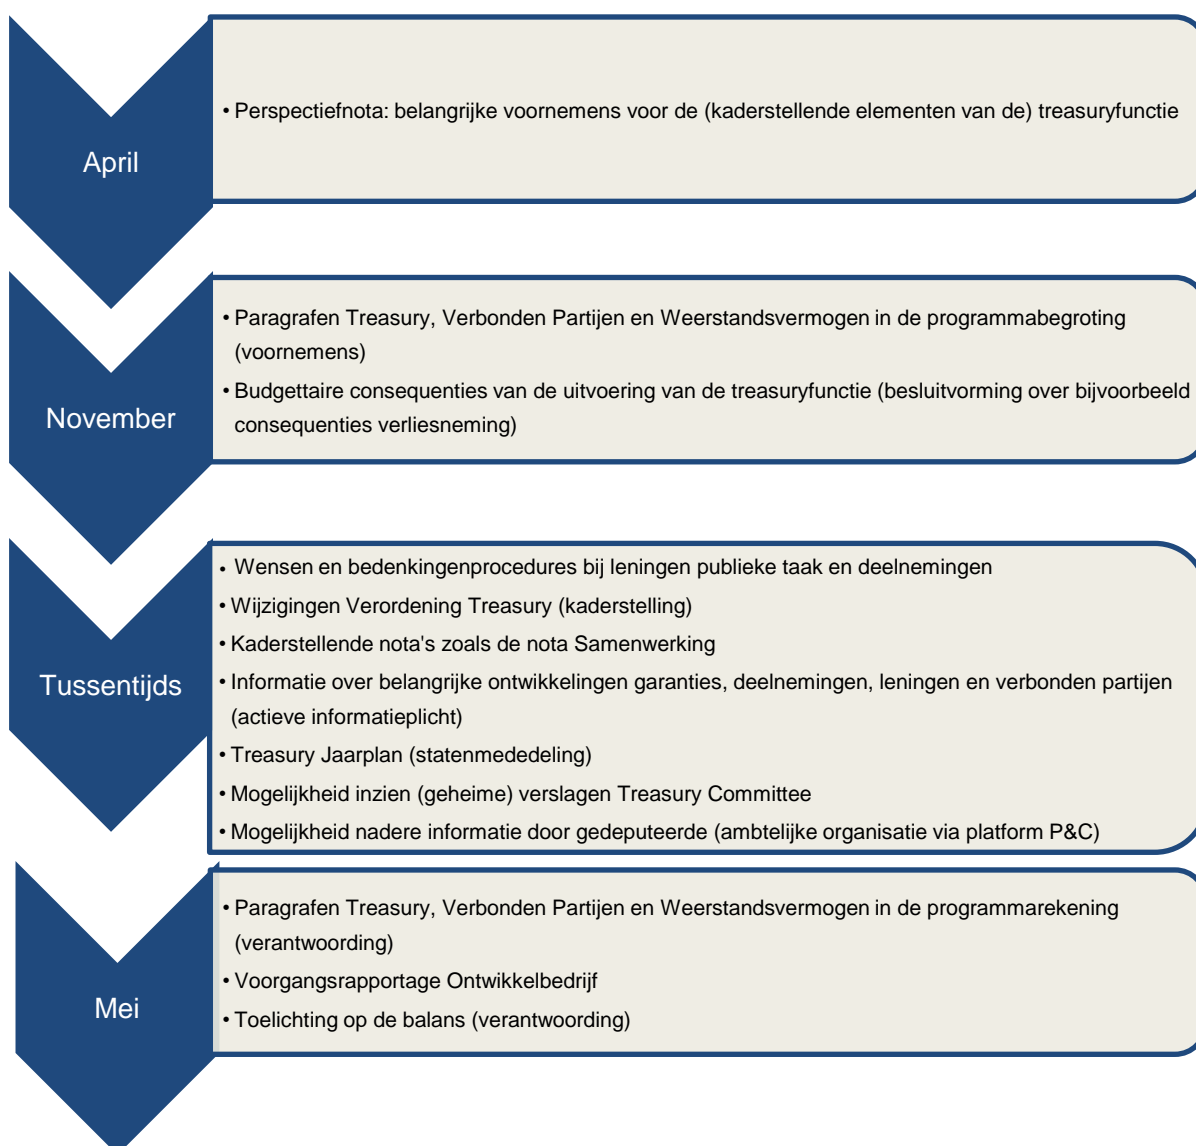 April
• Perspectiefnota: belangrijke voornemens voor de (kaderstellende elementen van de) treasuryfunctie
November
• Paragrafen Treasury, Verbonden Partijen en Weerstandsvermogen in de programmabegroting
(voornemens)
• Budgettaire consequenties van de uitvoering van de treasuryfunctie (besluitvorming over bijvoorbeeld
consequenties verliesneming)
Tussentijds
• Wensen en bedenkingenprocedures bij leningen publieke taak en deelnemingen
• Wijzigingen Verordening Treasury (kaderstelling)
• Kaderstellende nota's zoals de nota Samenwerking
• Informatie over belangrijke ontwikkelingen garanties, deelnemingen, leningen en verbonden partijen
(actieve informatieplicht)
• Treasury Jaarplan (statenmededeling)
• Mogelijkheid inzien (geheime) verslagen Treasury Committee
• Mogelijkheid nadere informatie door gedeputeerde (ambtelijke organisatie via platform P&C)
Mei
• Paragrafen Treasury, Verbonden Partijen en Weerstandsvermogen in de programmarekening
(verantwoording)
• Voorgangsrapportage Ontwikkelbedrijf
• Toelichting op de balans (verantwoording)